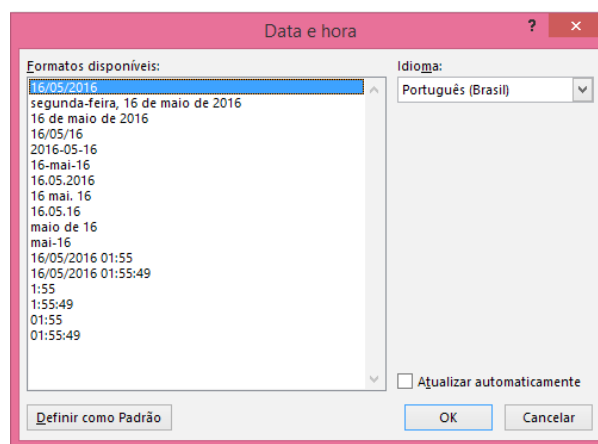 Data e hora
Formatos disponíveis:
Idioma:
16/05/2016
Português (Brasil)
segunda-feira, 16 de maio de 2016
16 de maio de 2016
16/05/16
2016-05-16
16-mai-16
16.05.2016
16 mai. 16
16.05.16
maio de 16
mai-16
16/05/2016 01:55
16/05/2016 01:55:49
1:55
1:55:49
01:55
01:55:49
Atualizar automaticamente
Definir como Padrão
OK
Cancelar